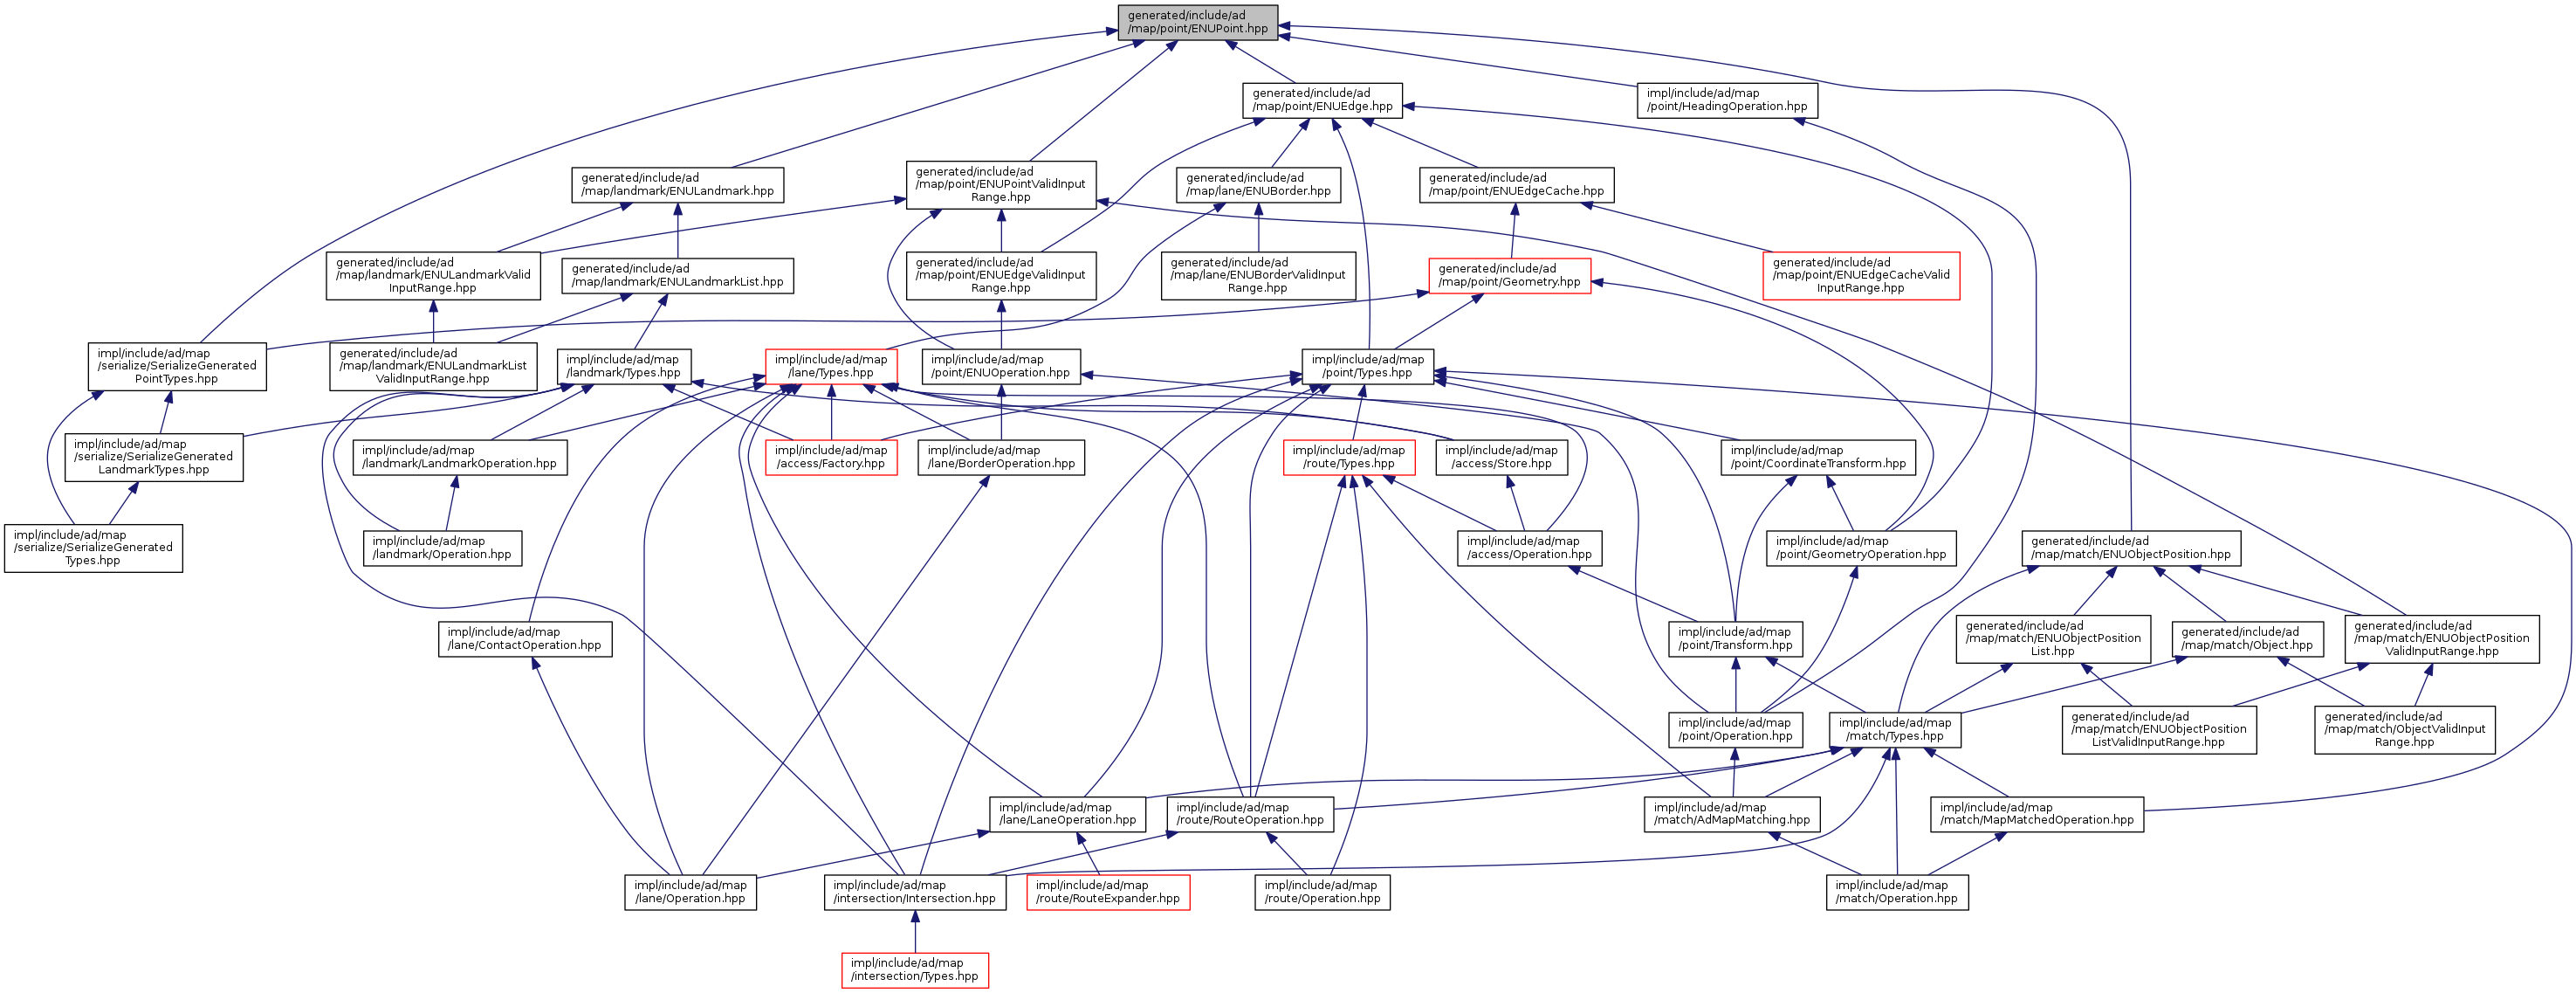 generated/include/ad
/map/point/ENUPoint.hpp
generated/include/ad
/map/point/ENUEdge.hpp
impl/include/ad/map
/point/HeadingOperation.hpp
generated/include/ad
/map/landmark/ENULandmark.hpp
generated/include/ad
/map/point/ENUPointValidInput
Range.hpp
generated/include/ad
/map/lane/ENUBorder.hpp
generated/include/ad
/map/point/ENUEdgeCache.hpp
generated/include/ad
/map/landmark/ENULandmarkValid
InputRange.hpp
generated/include/ad
/map/landmark/ENULandmarkList.hpp
generated/include/ad
/map/point/ENUEdgeValidInput
Range.hpp
generated/include/ad
/map/lane/ENUBorderValidInput
Range.hpp
generated/include/ad
/map/point/Geometry.hpp
generated/include/ad
/map/point/ENUEdgeCacheValid
InputRange.hpp
impl/include/ad/map
/serialize/SerializeGenerated
PointTypes.hpp
generated/include/ad
/map/landmark/ENULandmarkList
ValidInputRange.hpp
impl/include/ad/map
/landmark/Types.hpp
impl/include/ad/map
/lane/Types.hpp
impl/include/ad/map
/point/ENUOperation.hpp
impl/include/ad/map
/point/Types.hpp
impl/include/ad/map
/serialize/SerializeGenerated
LandmarkTypes.hpp
impl/include/ad/map
/landmark/LandmarkOperation.hpp
impl/include/ad/map
/access/Factory.hpp
impl/include/ad/map
/lane/BorderOperation.hpp
impl/include/ad/map
/route/Types.hpp
impl/include/ad/map
/access/Store.hpp
impl/include/ad/map
/point/CoordinateTransform.hpp
impl/include/ad/map
/serialize/SerializeGenerated
Types.hpp
impl/include/ad/map
/landmark/Operation.hpp
impl/include/ad/map
/access/Operation.hpp
impl/include/ad/map
/point/GeometryOperation.hpp
generated/include/ad
/map/match/ENUObjectPosition.hpp
impl/include/ad/map
/lane/ContactOperation.hpp
impl/include/ad/map
/point/Transform.hpp
generated/include/ad
/map/match/ENUObjectPosition
List.hpp
generated/include/ad
/map/match/Object.hpp
generated/include/ad
/map/match/ENUObjectPosition
ValidInputRange.hpp
impl/include/ad/map
/point/Operation.hpp
impl/include/ad/map
/match/Types.hpp
generated/include/ad
/map/match/ENUObjectPosition
ListValidInputRange.hpp
generated/include/ad
/map/match/ObjectValidInput
Range.hpp
impl/include/ad/map
/lane/LaneOperation.hpp
impl/include/ad/map
/route/RouteOperation.hpp
impl/include/ad/map
/match/AdMapMatching.hpp
impl/include/ad/map
/match/MapMatchedOperation.hpp
impl/include/ad/map
/lane/Operation.hpp
impl/include/ad/map
/intersection/Intersection.hpp
impl/include/ad/map
/route/RouteExpander.hpp
impl/include/ad/map
/route/Operation.hpp
impl/include/ad/map
/match/Operation.hpp
impl/include/ad/map
/intersection/Types.hpp